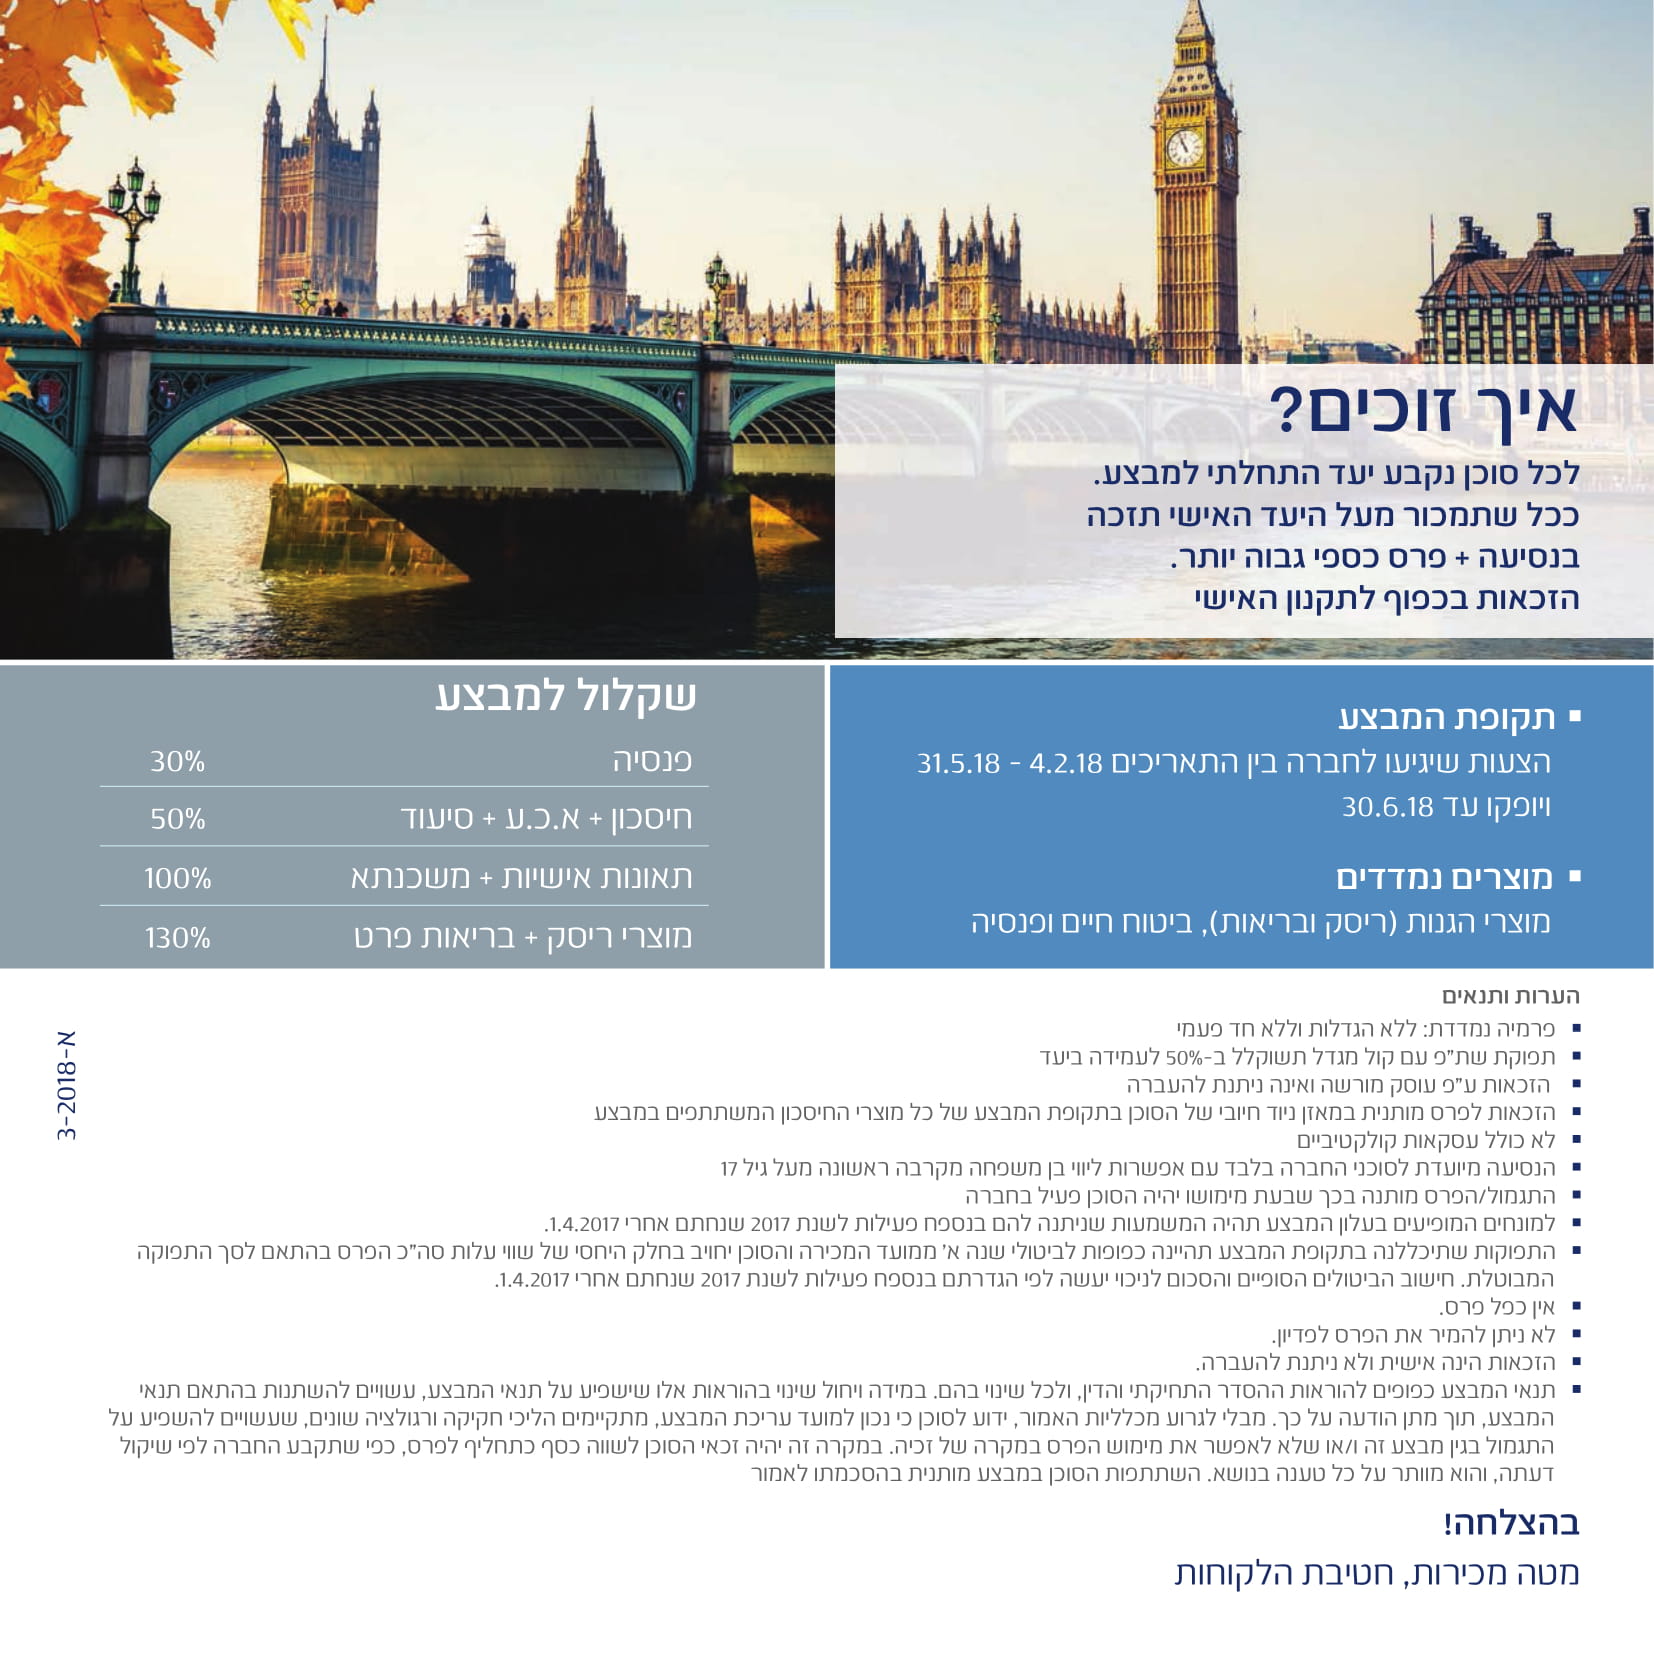 איך זוכים?
לכל סוכן נקבע יעד התחלתי למבצע.
ככל שתמכור מעל היעד האישי תזכה
בנסיעה + פרס כספי גבוה יותר.
הזכאות בכפוף לתקנון האישי
▪ תקופת המבצע
הצעות שיגיעו לחברה בין התאריכים 4.2.18 - 31.5.18
ויופקו עד 30.6.18
▪ מוצרים נמדדים
מוצרי הגנות (ריסק ובריאות), ביטוח חיים ופנסיה
שקלול למבצע
פנסיה 30%
חיסכון + א.כ.ע + סיעוד 50%
תאונות אישיות + משכנתא 100%
מוצרי ריסק + בריאות פרט 130%
הערות ותנאים
▪ פרמיה נמדדת: ללא הגדלות וללא חד פעמי
▪ תפוקת שת"פ עם קול מגדל תשוקלל ב-50% לעמידה ביעד
▪ הזכאות ע"פ עוסק מורשה ואינה ניתנת להעברה
▪ הזכאות לפרס מותנית במאזן ניוד חיובי של הסוכן בתקופת המבצע של כל מוצרי החיסכון המשתתפים במבצע
▪ לא כולל עסקאות קולקטיביים
▪ הנסיעה מיועדת לסוכני החברה בלבד עם אפשרות ליווי בן משפחה מקרבה ראשונה מעל גיל 17
▪ התגמול/הפרס מותנה בכך שבעת מימושו יהיה הסוכן פעיל בחברה
▪ למונחים המופיעים בעלון המבצע תהיה המשמעות שניתנה להם בנספח פעילות לשנת 2017 שנחתם אחרי 1.4.2017.
▪ התפוקות שתיכללנה בתקופת המבצע תהיינה כפופות לביטולי שנה א' ממועד המכירה והסוכן יחויב בחלק היחסי של שווי עלות סה"כ הפרס בהתאם לסך התפוקה
המבוטלת. חישוב הביטולים הסופיים והסכום לניכוי יעשה לפי הגדרתם בנספח פעילות לשנת 2017 שנחתם אחרי 1.4.2017.
▪ אין כפל פרס.
▪ לא ניתן להמיר את הפרס לפדיון.
▪ הזכאות הינה אישית ולא ניתנת להעברה.
▪ תנאי המבצע כפופים להוראות ההסדר התחיקתי והדין, ולכל שינוי בהם. במידה ויחול שינוי בהוראות אלו שישפיע על תנאי המבצע, עשויים להשתנות בהתאם תנאי
המבצע, תוך מתן הודעה על כך. מבלי לגרוע מכלליות האמור, ידוע לסוכן כי נכון למועד עריכת המבצע, מתקיימים הליכי חקיקה ורגולציה שונים, שעשויים להשפיע על
התגמול בגין מבצע זה ו/או שלא לאפשר את מימוש הפרס במקרה של זכיה. במקרה זה יהיה זכאי הסוכן לשווה כסף כתחליף לפרס, כפי שתקבע החברה לפי שיקול
דעתה, והוא מוותר על כל טענה בנושא. השתתפות הסוכן במבצע מותנית בהסכמתו לאמור
בהצלחה!
מטה מכירות, חטיבת הלקוחות
א-3-2018